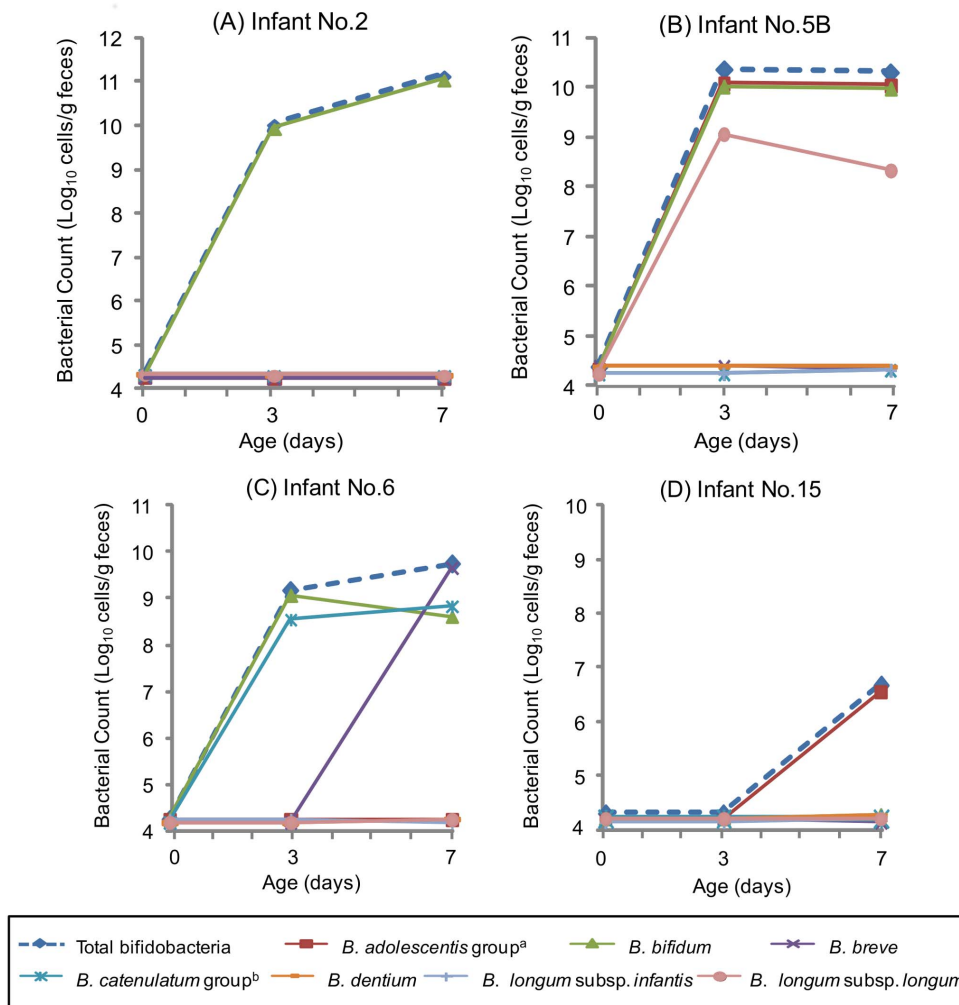 (A) Infant No.2
12
11
10
9
8
7
6
5
4
0 3 7
Age (days)
Bacterial Count (Log10 cells/g feces)
(B) Infant No.5B
11
10
9
8
7
6
5
4
0 3 7
Age (days)
Bacterial Count (Log10 cells/g feces)
(C) Infant No.6
11
10
9
8
7
6
5
4
0 3 7
Age (days)
Bacterial Count (Log10 cells/g feces)
(D) Infant No.15
10
9
8
7
6
5
4
0 3 7
Age (days)
Bacterial Count (Log10 cells/g feces)
Total bifidobacteria B. adolescentis groupa B. bifidum B. breve
B. catenulatum groupb B. dentium B. longum subsp. infantis B. longum subsp. longum